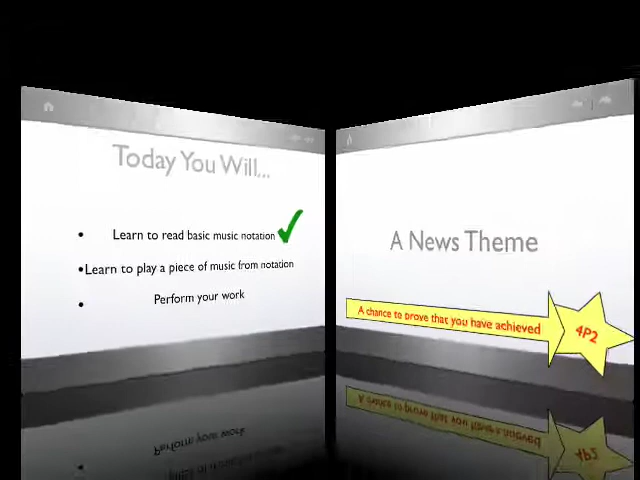 Today You Will...
• Learn to read basic music notation
•Learn to play a piece of music from notation
• Perform your work
A News Theme
A chance to prove that you have achieved
4P2